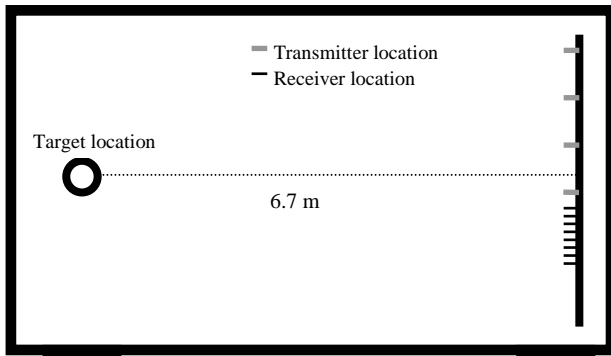 Transmitter location
Receiver location
Target location
6.7 m